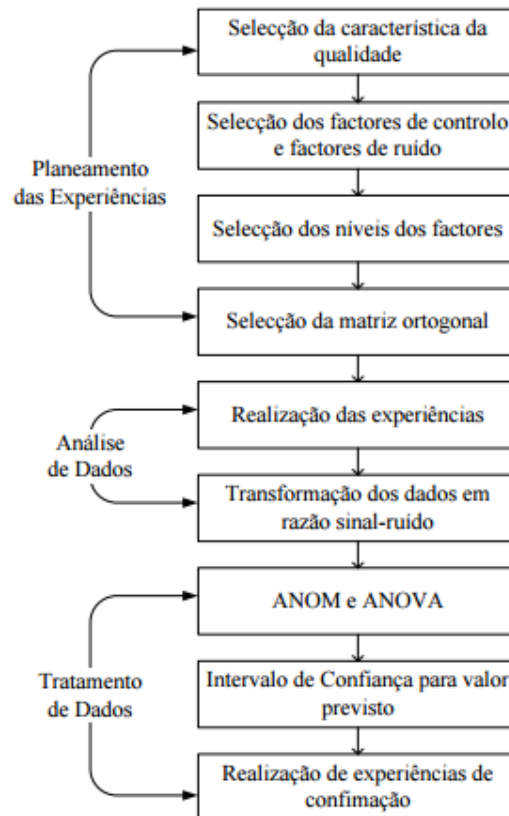 Selecção da característica da
qualidade
Selecção dos factores de controlo
e factores de ruído
Planeamento
das Experiências
Selecção dos níveis dos factores
Selecção da matriz ortogonal
Realização das experiências
Análise
de Dados
Transformação dos dados em
razão sinal-ruído
ANOM e ANOVA
Tratamento
de Dados
Intervalo de Confiança para valor
previsto
Realização de experiências de
confimação